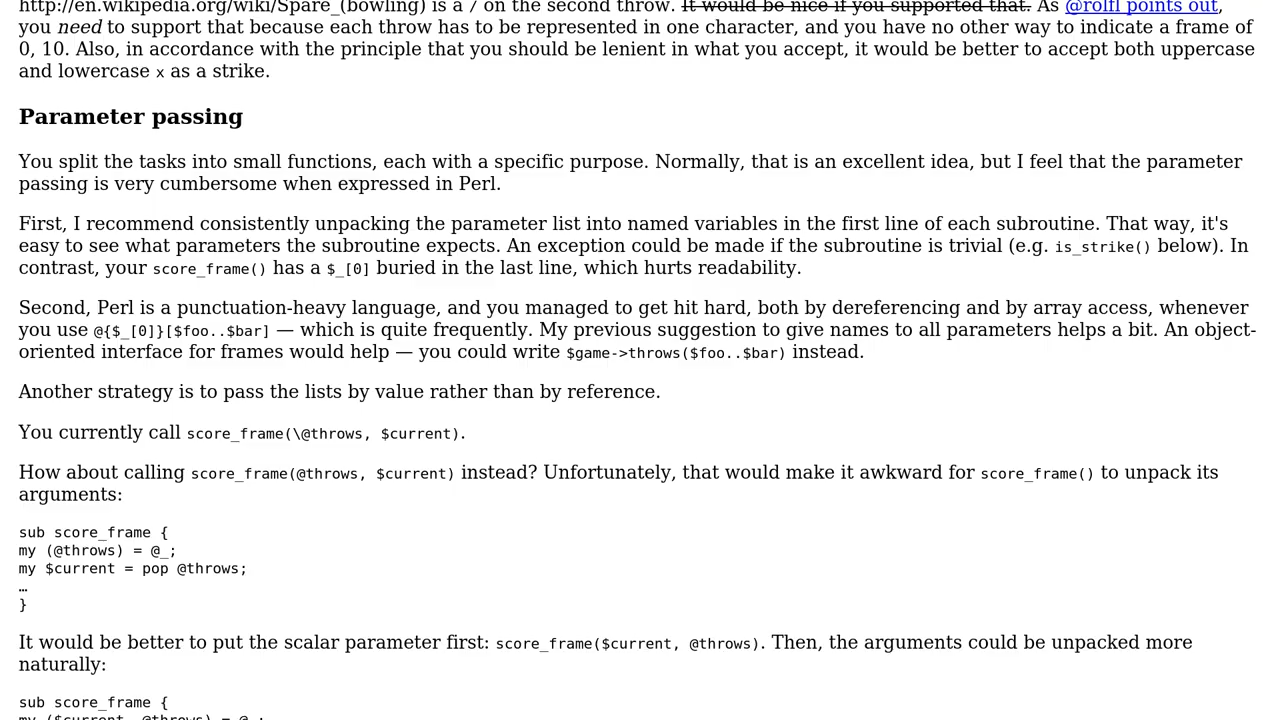 http://en.wikipedia.org/wiki/Spare_(bowling) is a / on the second throw. It would be nice if you supported that. As @rolfl points out,
you need to support that because each throw has to be represented in one character, and you have no other way to indicate a frame of
0, 10. Also, in accordance with the principle that you should be lenient in what you accept, it would be better to accept both uppercase
and lowercase x as a strike.
Parameter passing
You split the tasks into small functions, each with a specific purpose. Normally, that is an excellent idea, but I feel that the parameter
passing is very cumbersome when expressed in Perl.
First, I recommend consistently unpacking the parameter list into named variables in the first line of each subroutine. That way, it's
easy to see what parameters the subroutine expects. An exception could be made if the subroutine is trivial (e.g. is_strike() below). In
contrast, your score_frame() has a $_[0] buried in the last line, which hurts readability.
Second, Perl is a punctuation-heavy language, and you managed to get hit hard, both by dereferencing and by array access, whenever
you use @{$_[0]}[$foo..$bar] — which is quite frequently. My previous suggestion to give names to all parameters helps a bit. An object-
oriented interface for frames would help — you could write $game->throws($foo..$bar) instead.
Another strategy is to pass the lists by value rather than by reference.
You currently call score_frame(\@throws, $current).
How about calling score_frame(@throws, $current) instead? Unfortunately, that would make it awkward for score_frame() to unpack its
arguments:
sub score_frame {
my (@throws) = @_;
my $current = pop @throws;
…
}
It would be better to put the scalar parameter first: score_frame($current, @throws). Then, the arguments could be unpacked more
naturally:
sub score_frame {
my ($current, @throws) = @_;